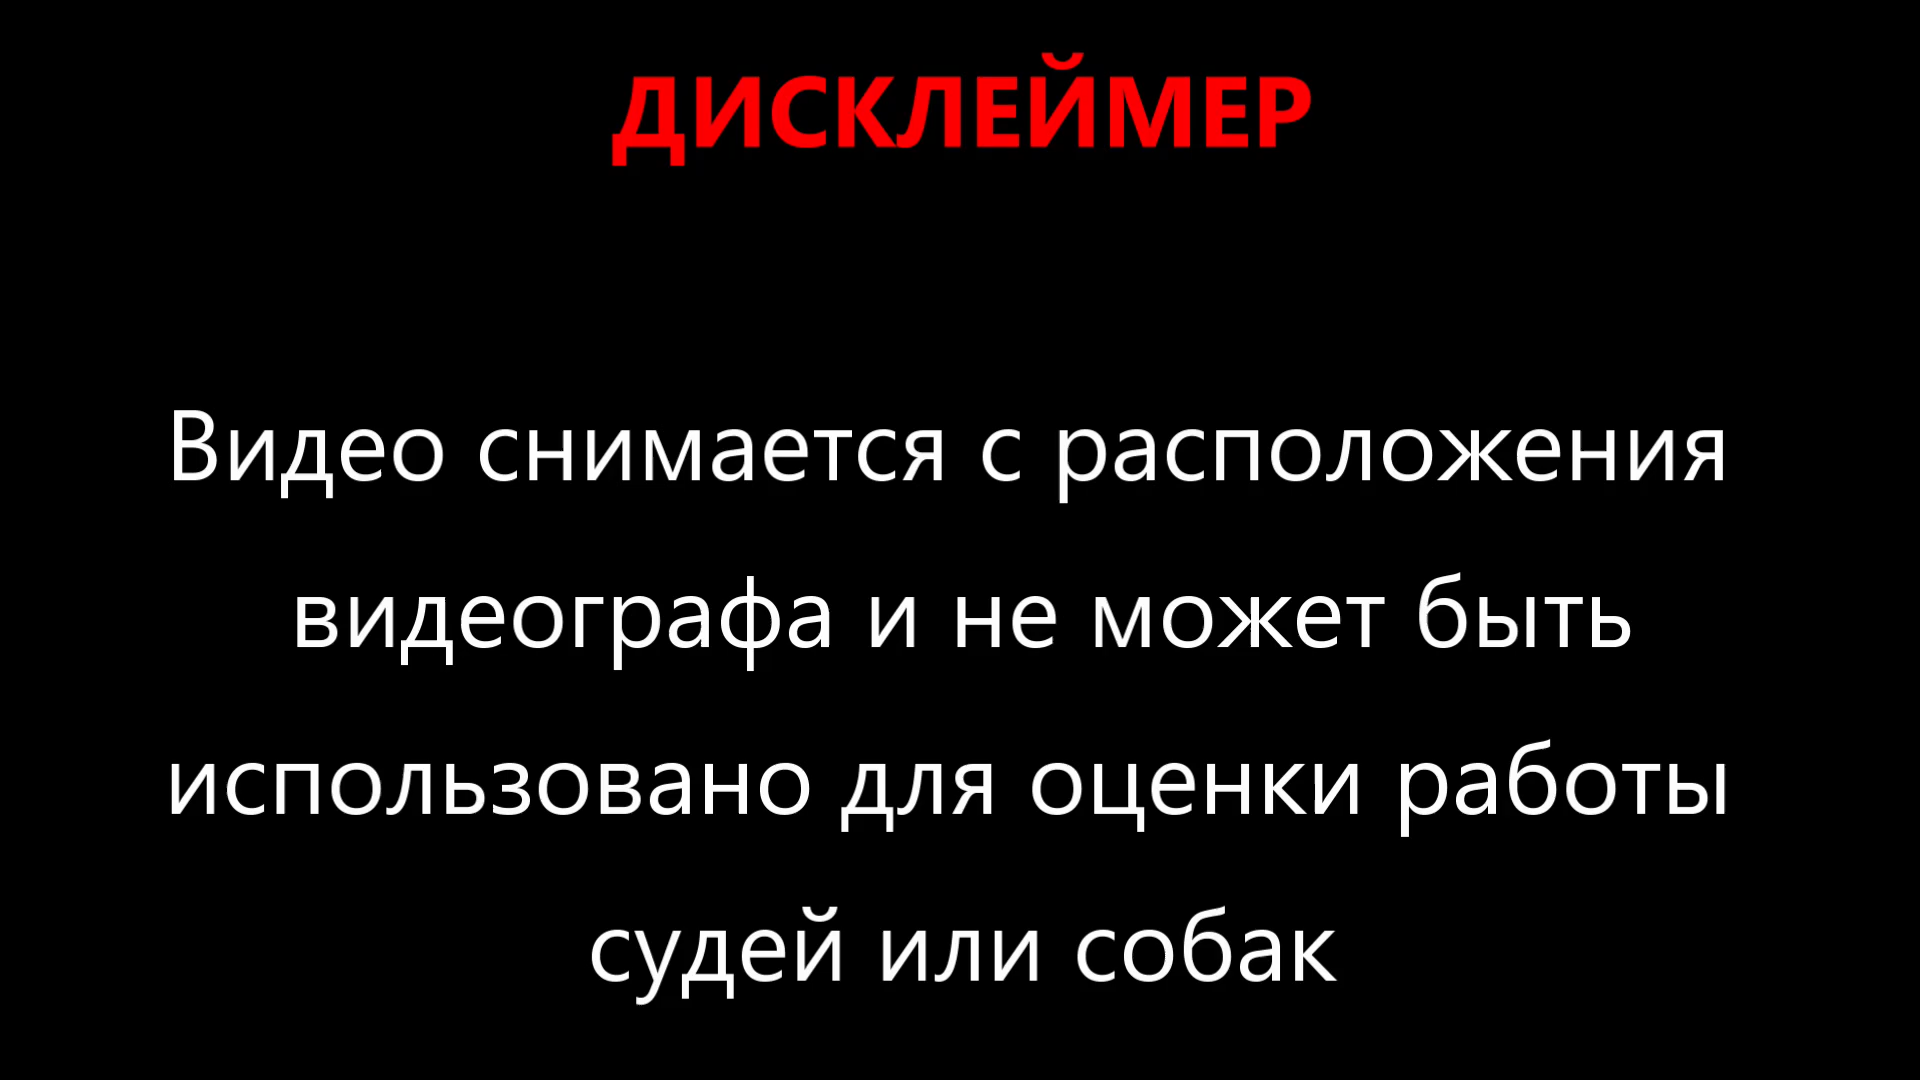 ДИСКЛЕЙМЕР
Видео снимается с расположения
видеографа и не может быть
использовано для оценки работы
судей или собак